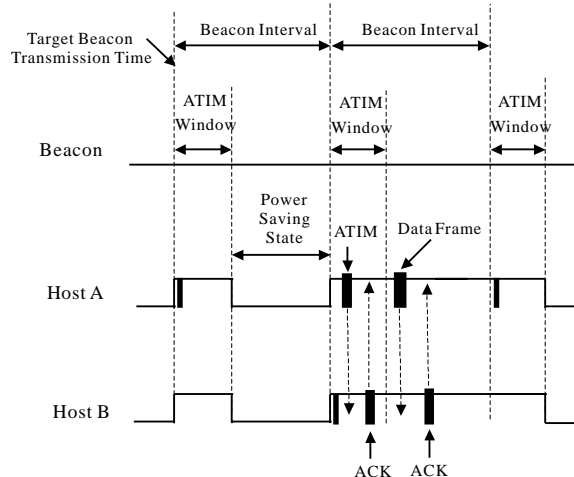 Beacon Interval
Beacon Interval
Target Beacon
Transmission Time
ATIM
Window
ATIM
Window
ATIM
Window
Beacon
Power
Saving
State
ATIM
Data Frame
Host A
Host B
ACK
ACK